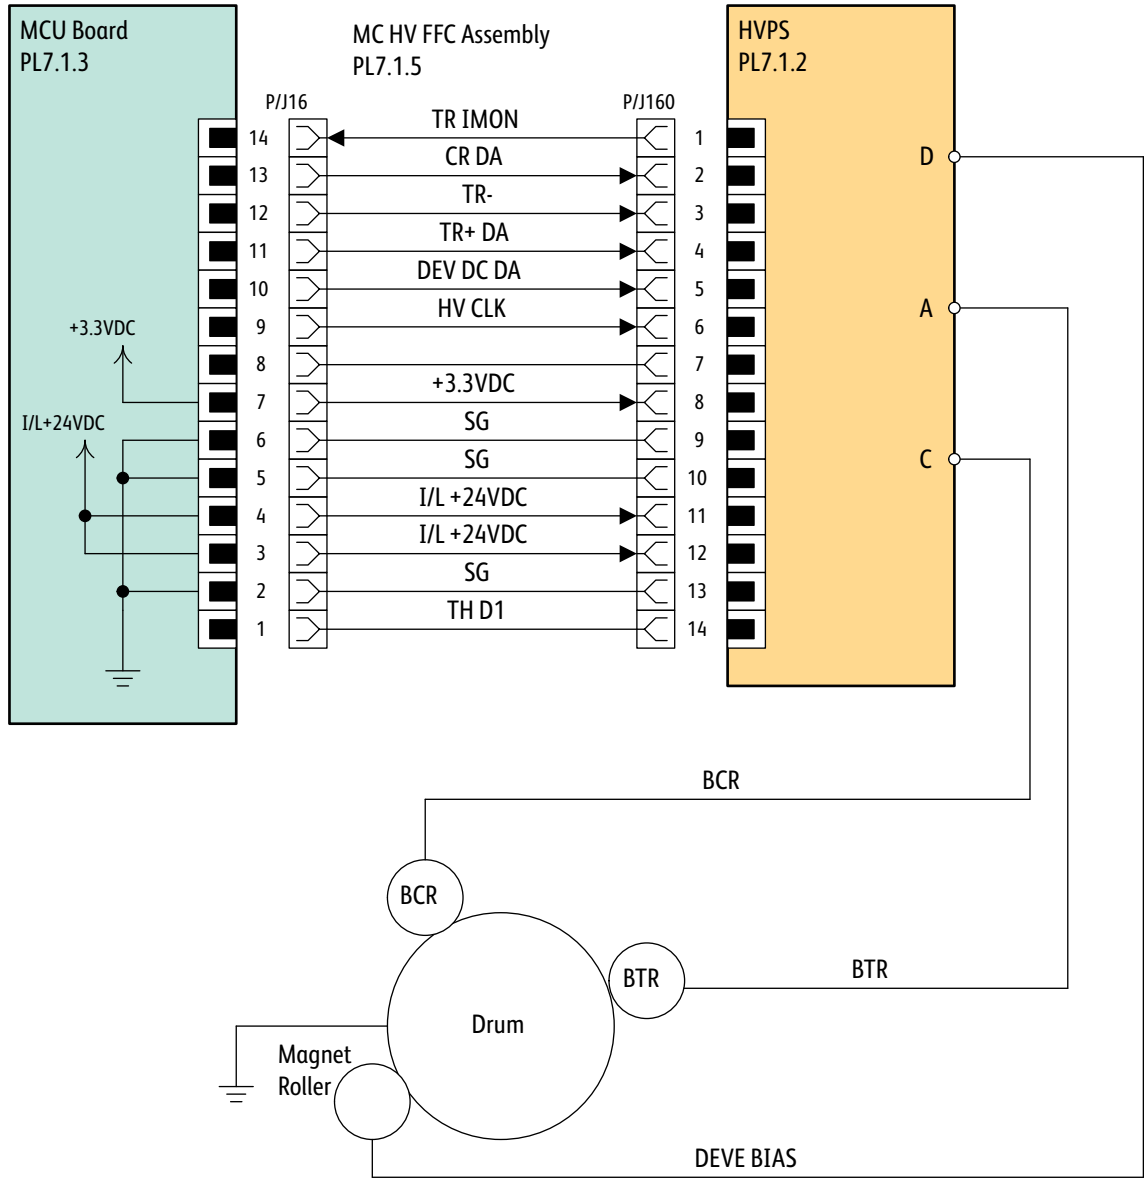 MCU Board
PL7.1.3
MC HV FFC Assembly
PL7.1.5
HVPS
PL7.1.2
P/J16
P/J160
14 TR IMON 1
13 CR DA 2
12 TR- 3
11 TR+ DA 4
10 DEV DC DA 5
9 HV CLK 6
8 7
7 +3.3VDC 8
6 SG 9
5 SG 10
4 I/L +24VDC 11
3 I/L +24VDC 12
2 SG 13
1 TH D1 14
+3.3VDC
I/L+24VDC
D
A
C
BCR
BCR
BTR
BTR
Drum
Magnet
Roller
DEVE BIAS